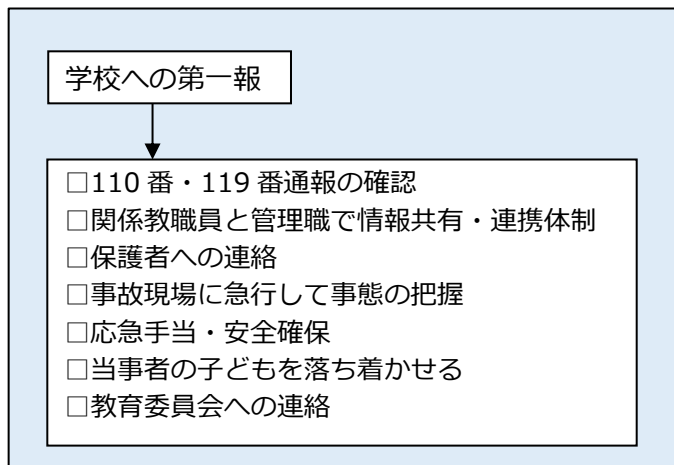 学校への第一報
□110 番・119 番通報の確認
□関係教職員と管理職で情報共有・連携体制
□保護者への連絡
□事故現場に急行して事態の把握
□応急手当・安全確保
□当事者の子どもを落ち着かせる
□教育委員会への連絡